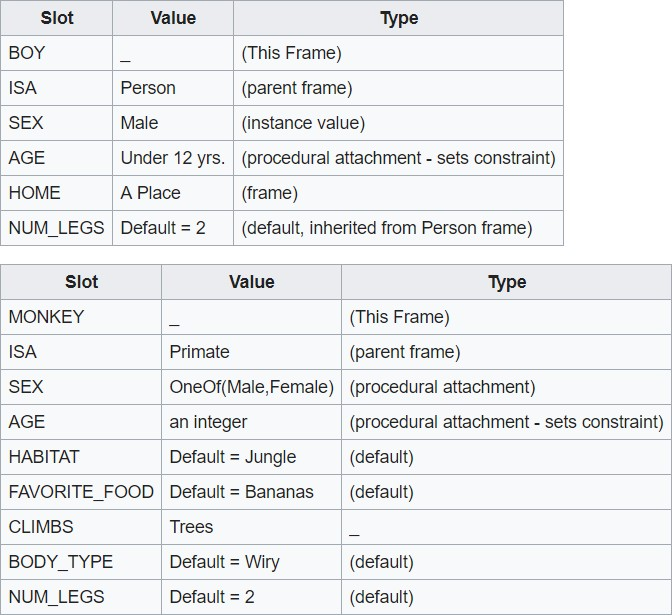 Slot Value Type
BOY _ (This Frame)
ISA Person (parent frame)
SEX Male (instance value)
AGE Under 12 yrs. (procedural attachment - sets constraint)
HOME A Place (frame)
NUM_LEGS Default = 2 (default, inherited from Person frame)
Slot Value Type
MONKEY _ (This Frame)
ISA Primate (parent frame)
SEX OneOf(Male,Female) (procedural attachment)
AGE an integer (procedural attachment - sets constraint)
HABITAT Default = Jungle (default)
FAVORITE_FOOD Default = Bananas (default)
CLIMBS Trees _
BODY_TYPE Default = Wiry (default)
NUM_LEGS Default = 2 (default)